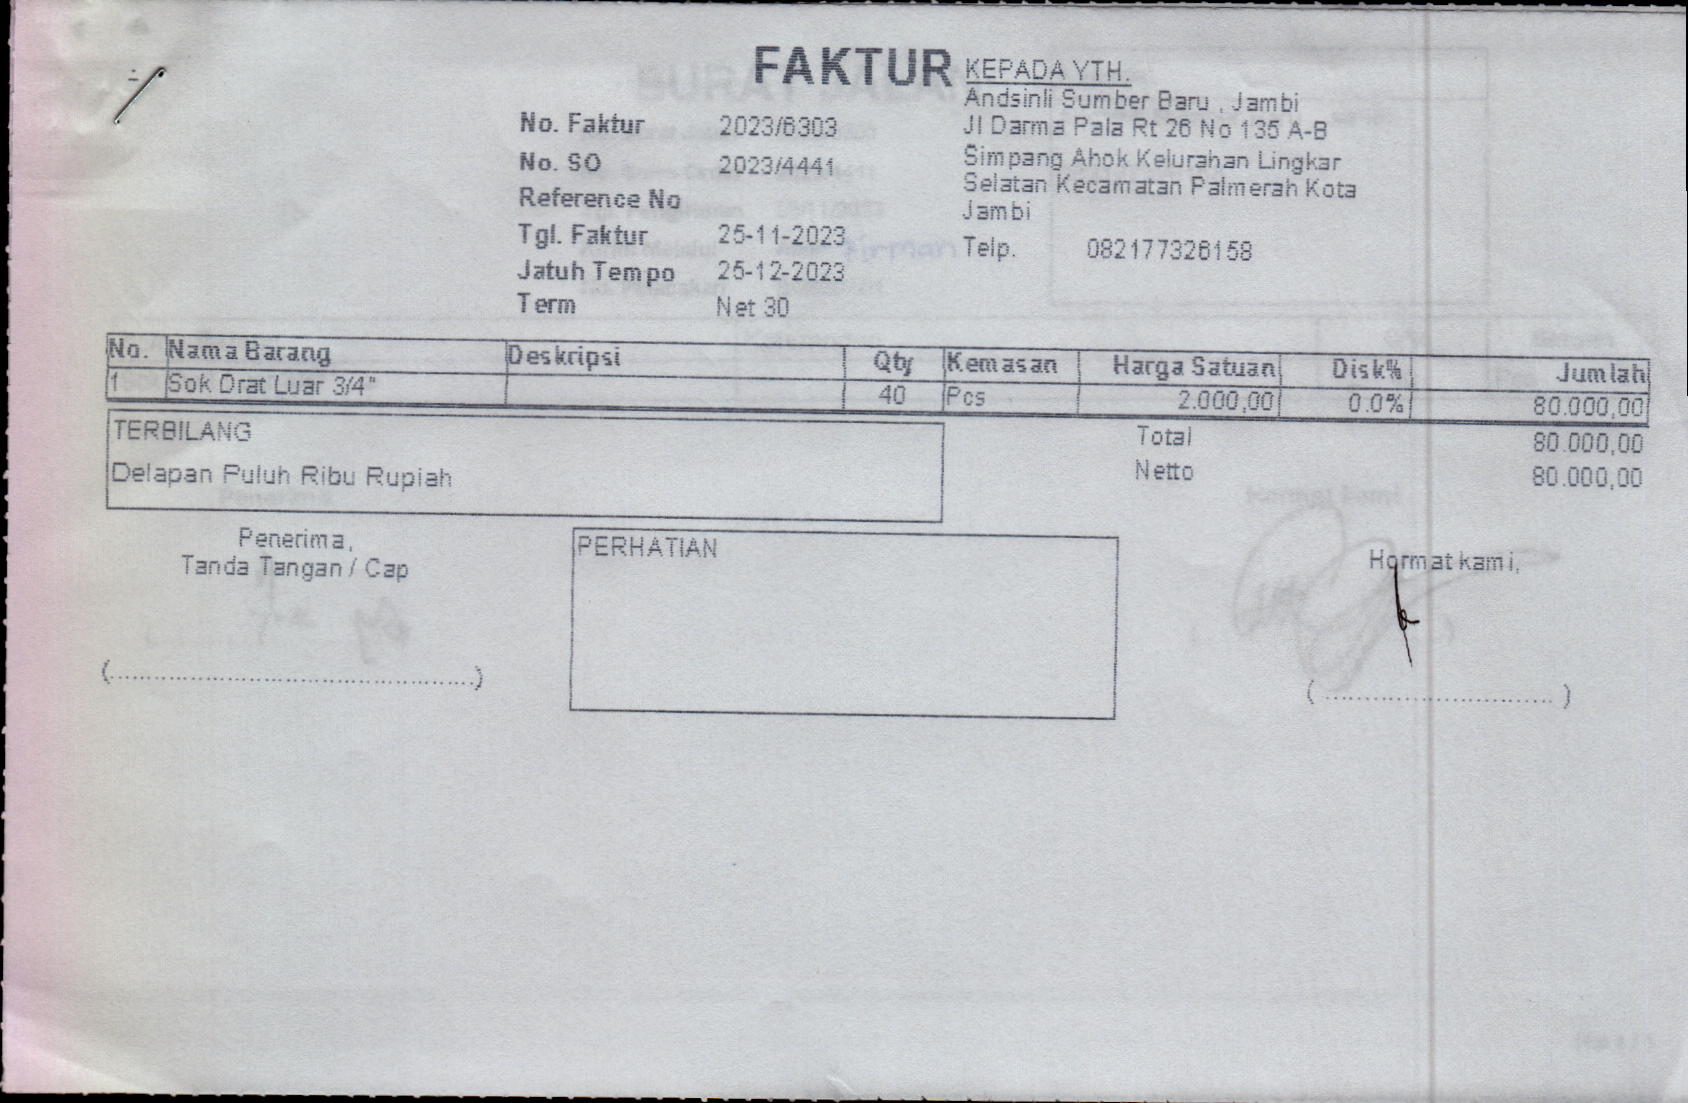 FAKTUR
No. Faktur 2023/6303
No. SO 2023/4441
Reference No
Tgl. Faktur 25-11-2023
Jatuh Tempo 25-12-2023
Term Net 30
KEPADA YTH.
Andsinli Sumber Baru , Jambi
Jl Darma Pala Rt 26 No 135 A-B
Simpang Ahok Kelurahan Lingkar
Selatan Kecamatan Palmerah Kota
Jambi
Telp. 082177326158
No. Nama Barang Deskripsi Qty Kemasan Harga Satuan Disk% Jumlah
1 Sok Drat Luar 3/4" 40 Pcs 2.000,00 0.0% 80.000,00
TERBILANG
Delapan Puluh Ribu Rupiah
Total 80.000,00
Netto 80.000,00
Penerima,
Tanda Tangan / Cap
(..............................................)
PERHATIAN
Hormat kami,
( ............................. )